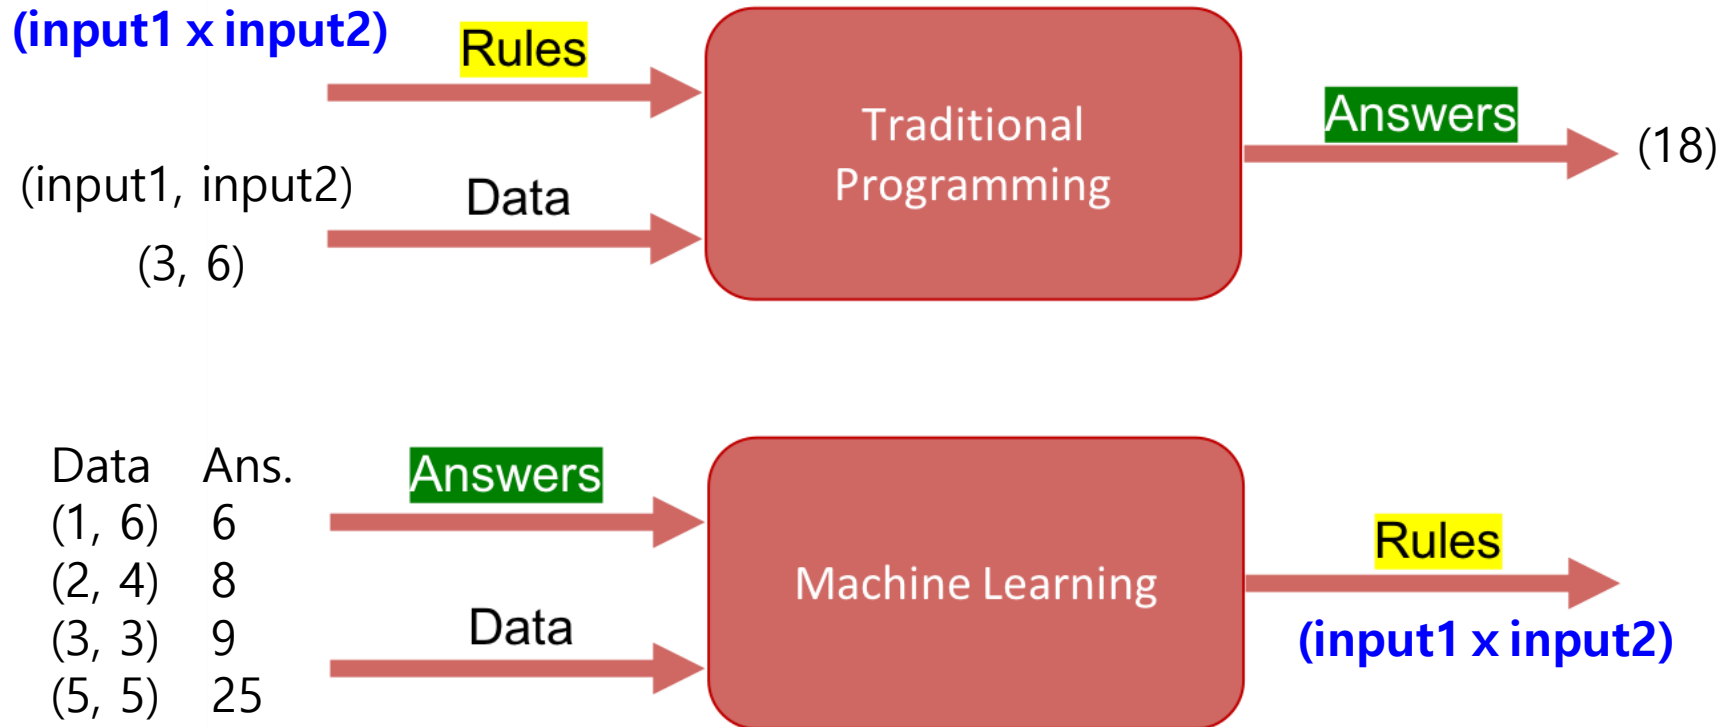 (input1 x input2)
Rules
(input1, input2)
Data
(3, 6)
Traditional
Programming
Answers
(18)
Data Ans.
(1, 6) 6
(2, 4) 8
(3, 3) 9
(5, 5) 25
Answers
Data
Machine Learning
Rules
(input1 x input2)